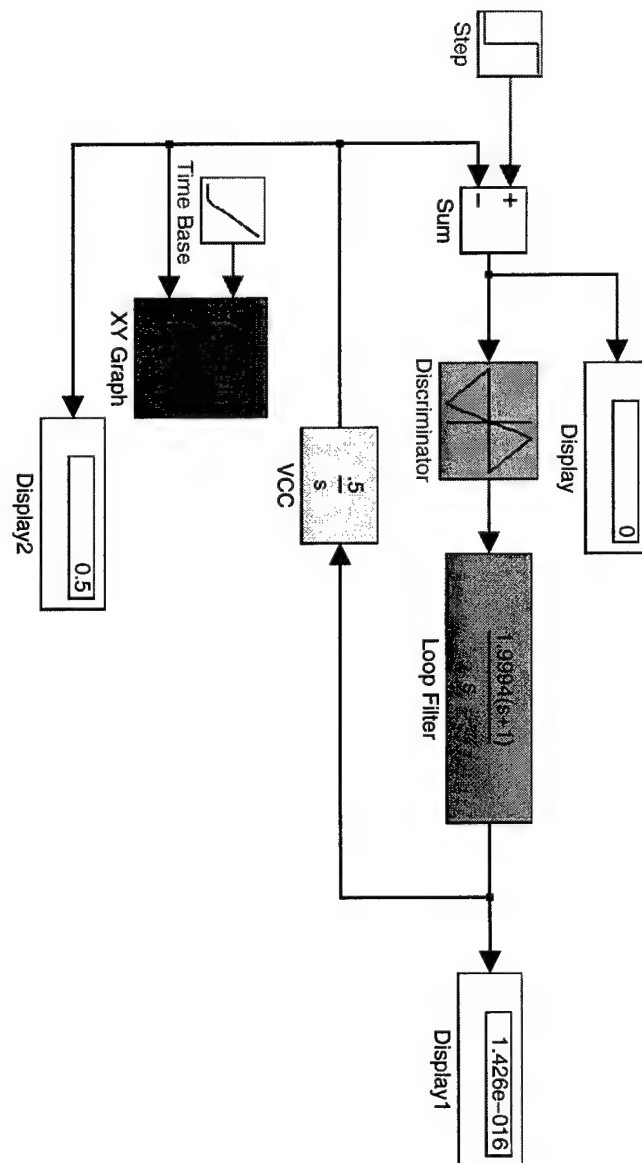 0
Display
Step
+
−
Sum
Discriminator
1.9994(s+1)
s
Loop Filter
1.426e−016
Display1
.5
s
VCC
Time Base
XY Graph
0.5
Display2